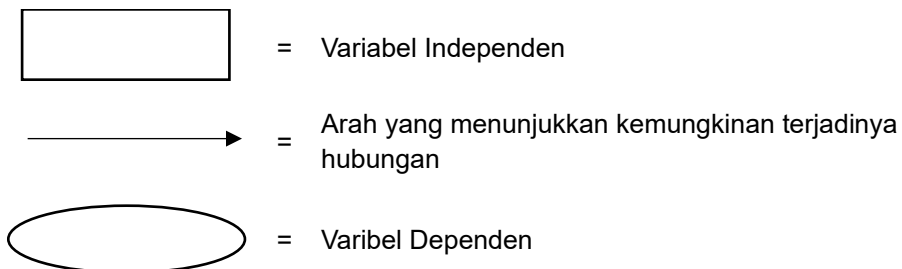 = Variabel Independen
= Arah yang menunjukkan kemungkinan terjadinya
hubungan
= Varibel Dependen